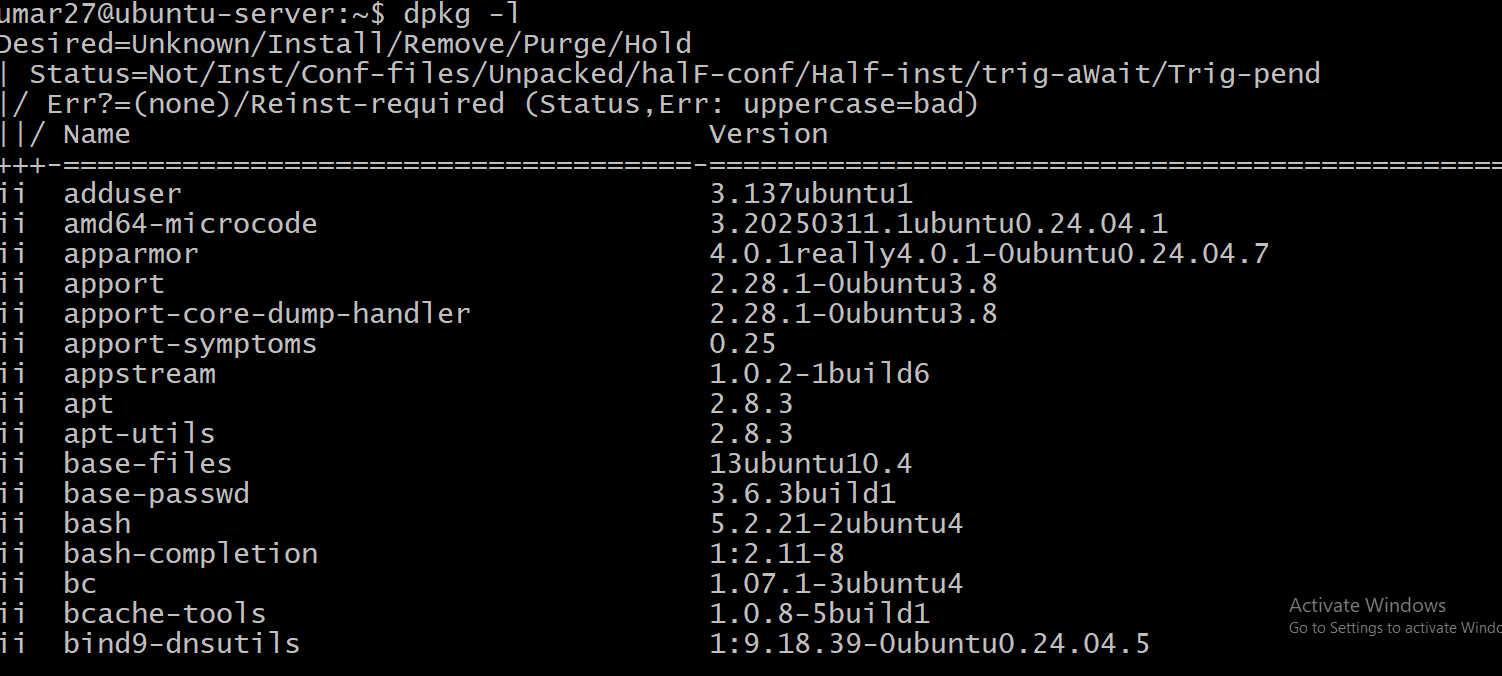 umar27@ubuntu-server:~$ dpkg -l
Desired=Unknown/Install/Remove/Purge/Hold
| Status=Not/Inst/Conf-files/Unpacked/halF-conf/Half-inst/trig-aWait/Trig-pend
|/ Err?=(none)/Reinst-required (Status,Err: uppercase=bad)
||/ Name                                  Version
+++-=====================================-===============================================
ii  adduser                               3.137ubuntu1
ii  amd64-microcode                       3.20250311.1ubuntu0.24.04.1
ii  apparmor                              4.0.1really4.0.1-0ubuntu0.24.04.7
ii  apport                                2.28.1-0ubuntu3.8
ii  apport-core-dump-handler              2.28.1-0ubuntu3.8
ii  apport-symptoms                       0.25
ii  appstream                             1.0.2-1build6
ii  apt                                   2.8.3
ii  apt-utils                             2.8.3
ii  base-files                            13ubuntu10.4
ii  base-passwd                           3.6.3build1
ii  bash                                  5.2.21-2ubuntu4
ii  bash-completion                       1:2.11-8
ii  bc                                    1.07.1-3ubuntu4
ii  bcache-tools                          1.0.8-5build1
ii  bind9-dnsutils                        1:9.18.39-0ubuntu0.24.04.5
Activate Windows
Go to Settings to activate Windo